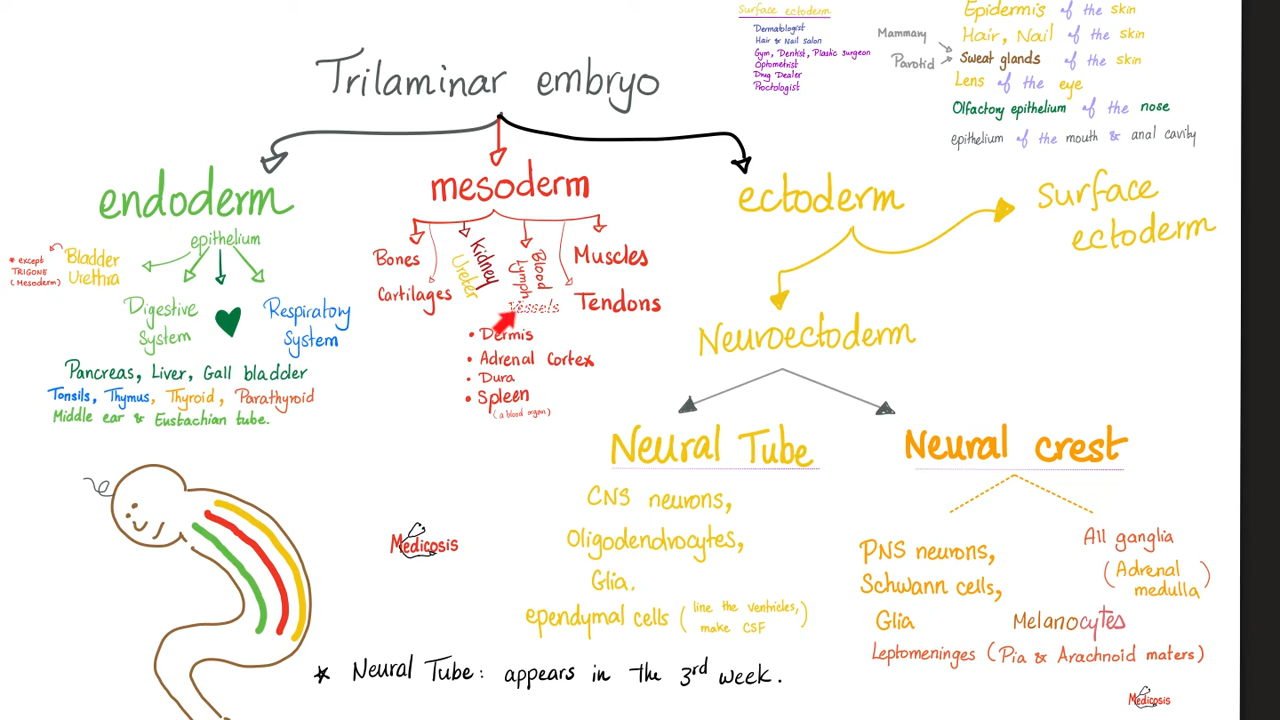 Surface ectoderm
Dermatologist
Hair & Nail salon
Gym, Dentist, Plastic surgeon
Optometrist
Drug Dealer
Proctologist
Epidermis of the skin
Hair, Nail of the skin
Mammary
Parotid
Sweat glands of the skin
Lens of the eye
Olfactory epithelium of the nose
epithelium of the mouth & anal cavity
Trilaminar embryo
endoderm
mesoderm
ectoderm
surface
ectoderm
epithelium
Bladder
Urethra
* except
TRIGONE
(Mesoderm)
Digestive
System
Respiratory
System
Pancreas, Liver, Gall bladder
Tonsils, Thymus, Thyroid, Parathyroid
Middle ear & Eustachian tube.
Bones
Cartilages
Kidney
Ureter
Blood
Lymph
Vessels
Muscles
Tendons
• Dermis
• Adrenal Cortex
• Dura
• Spleen
(a blood organ)
Neuroectoderm
Neural Tube
CNS neurons,
Oligodendrocytes,
Glia.
ependymal cells (line the ventricles,
make CSF)
Neural crest
PNS neurons,
Schwann cells,
Glia
All ganglia
(Adrenal
medulla)
Melanocytes
Leptomeninges (Pia & Arachnoid maters)
Medicosis
* Neural Tube: appears in the 3rd week.
Medicosis